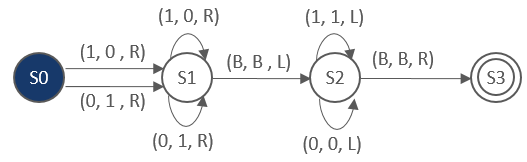 (1, 0, R)
(1, 1, L)
(1, 0 , R)
(B, B , L)
(B, B, R)
S0
S1
S2
S3
(0, 1 , R)
(0, 1, R)
(0, 0, L)